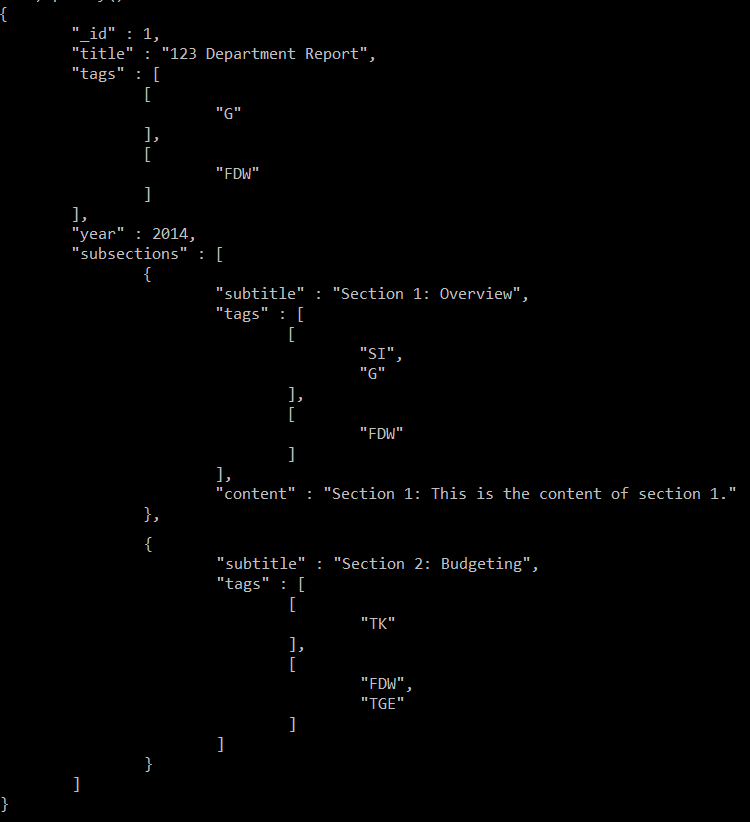 {
        "_id" : 1,
        "title" : "123 Department Report",
        "tags" : [
                [
                        "G"
                ],
                [
                        "FDW"
                ]
        ],
        "year" : 2014,
        "subsections" : [
                {
                        "subtitle" : "Section 1: Overview",
                        "tags" : [
                                [
                                        "SI",
                                        "G"
                                ],
                                [
                                        "FDW"
                                ]
                        ],
                        "content" : "Section 1: This is the content of section 1."
                },
                {
                        "subtitle" : "Section 2: Budgeting",
                        "tags" : [
                                [
                                        "TK"
                                ],
                                [
                                        "FDW",
                                        "TGE"
                                ]
                        ]
                }
        ]
}